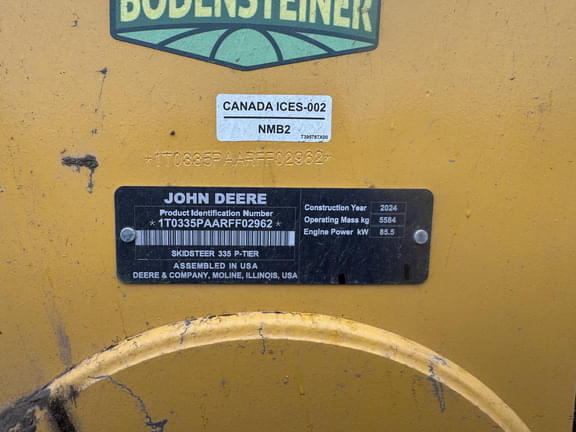 BODENSTEINER
CANADA ICES-002
NMB2
*1T0335PAARFF02962*
JOHN DEERE
Product Identification Number
*1T0335PAARFF02962*
SKIDSTEER 335 P-TIER
ASSEMBLED IN USA
DEERE & COMPANY, MOLINE, ILLINOIS, USA
Construction Year 2024
Operating Mass kg 5584
Engine Power kW 85.5